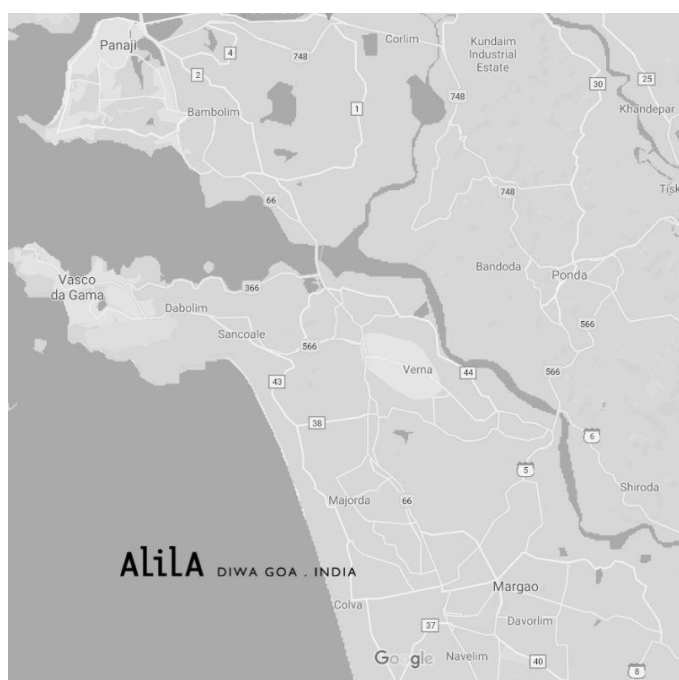 Panaji
Corlim
Kundaim
Industrial
Estate
4
748
2
30
25
748
1
Khandepar
Bambolim
748
66
Bandoda
Ponda
Vasco
da Gama
366
Dabolim
Sancoale
566
566
566
Verna
44
43
38
6
5
Shiroda
Majorda
66
ALiLA DIWA GOA . INDIA
Margao
Colva
Davorlim
37
Google
Navelim
40
8